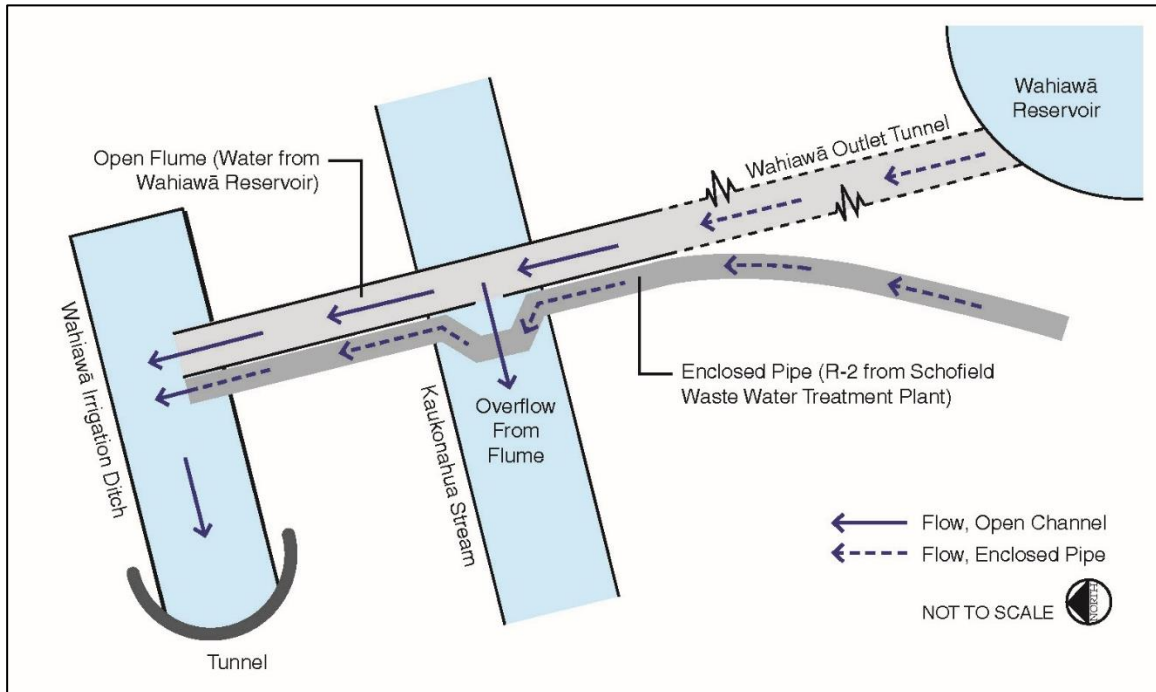 Wahiawā
Reservoir
Wahiawā Outlet Tunnel
Open Flume (Water from
Wahiawā Reservoir)
Wahiawā Irrigation Ditch
Kaukonahua Stream
Enclosed Pipe (R-2 from Schofield
Waste Water Treatment Plant)
Overflow
From
Flume
Flow, Open Channel
Flow, Enclosed Pipe
NOT TO SCALE
NORTH
Tunnel